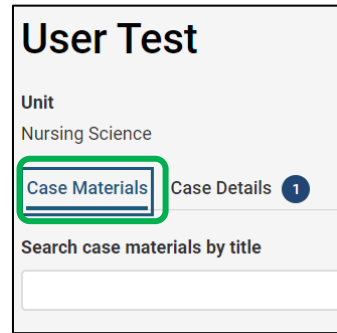 User Test
Unit
Nursing Science
Case Materials Case Details 1
Search case materials by title